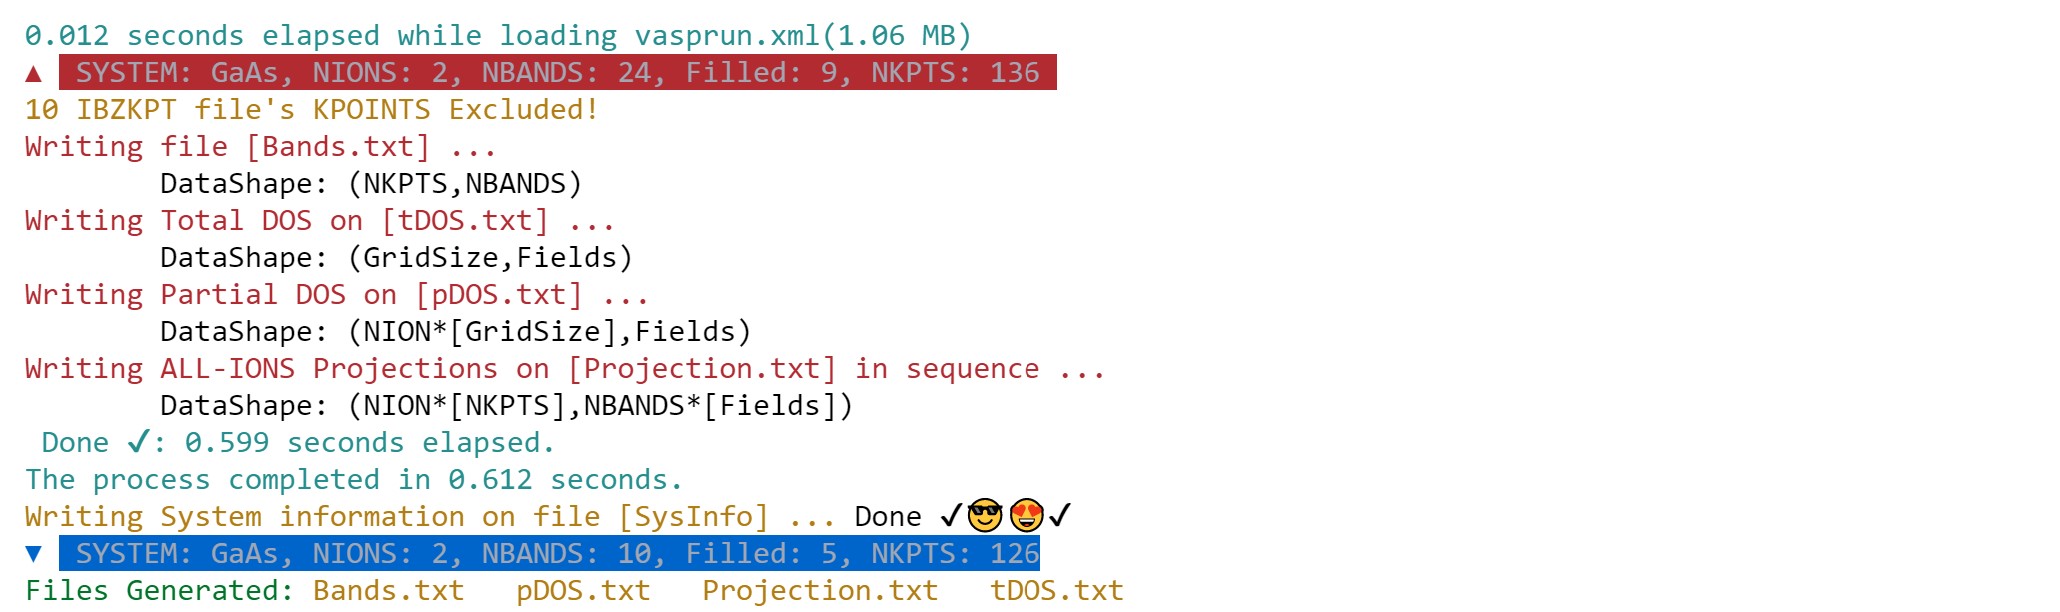 0.012 seconds elapsed while loading vasprun.xml(1.06 MB)
▲ SYSTEM: GaAs, NIONS: 2, NBANDS: 24, Filled: 9, NKPTS: 136
10 IBZKPT file's KPOINTS Excluded!
Writing file [Bands.txt] ...
DataShape: (NKPTS,NBANDS)
Writing Total DOS on [tDOS.txt] ...
DataShape: (GridSize,Fields)
Writing Partial DOS on [pDOS.txt] ...
DataShape: (NION*[GridSize],Fields)
Writing ALL-IONS Projections on [Projection.txt] in sequence ...
DataShape: (NION*[NKPTS],NBANDS*[Fields])
Done ✓: 0.599 seconds elapsed.
The process completed in 0.612 seconds.
Writing System information on file [SysInfo] ... Done ✓😎😍✓
▼ SYSTEM: GaAs, NIONS: 2, NBANDS: 10, Filled: 5, NKPTS: 126
Files Generated: Bands.txt pDOS.txt Projection.txt tDOS.txt